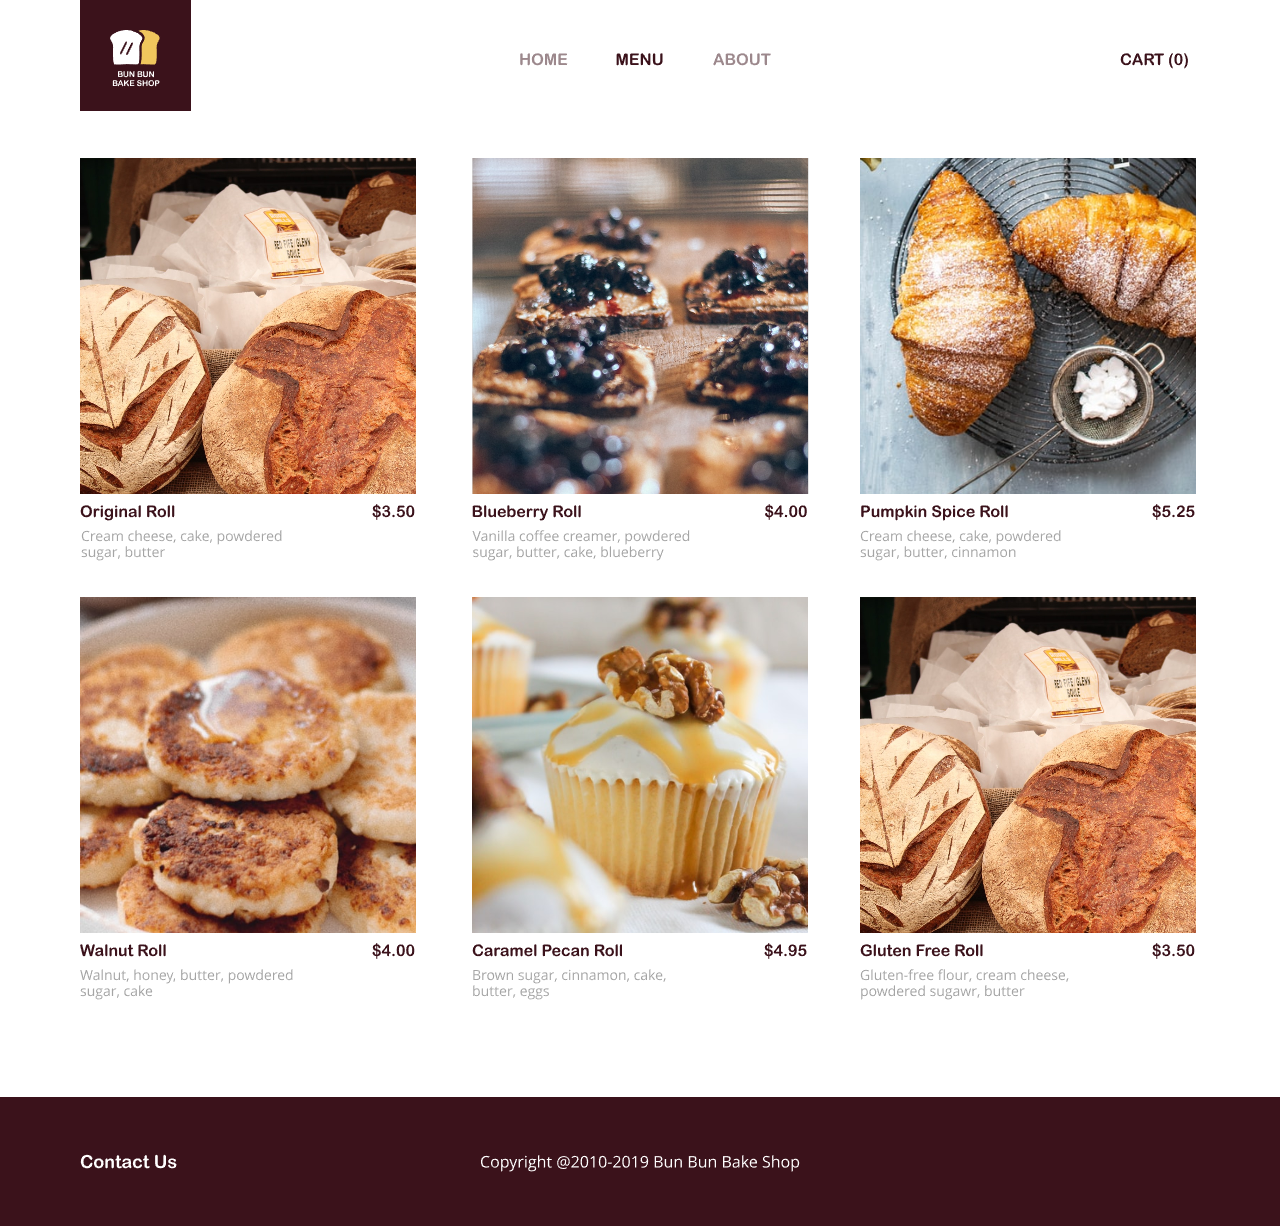 BUN BUN
BAKE SHOP
HOME MENU ABOUT CART (0)
Original Roll $3.50
Cream cheese, cake, powdered
sugar, butter
Blueberry Roll $4.00
Vanilla coffee creamer, powdered
sugar, butter, cake, blueberry
Pumpkin Spice Roll $5.25
Cream cheese, cake, powdered
sugar, butter, cinnamon
Walnut Roll $4.00
Walnut, honey, butter, powdered
sugar, cake
Caramel Pecan Roll $4.95
Brown sugar, cinnamon, cake,
butter, eggs
Gluten Free Roll $3.50
Gluten-free flour, cream cheese,
powdered sugawr, butter
Contact Us
Copyright @2010-2019 Bun Bun Bake Shop